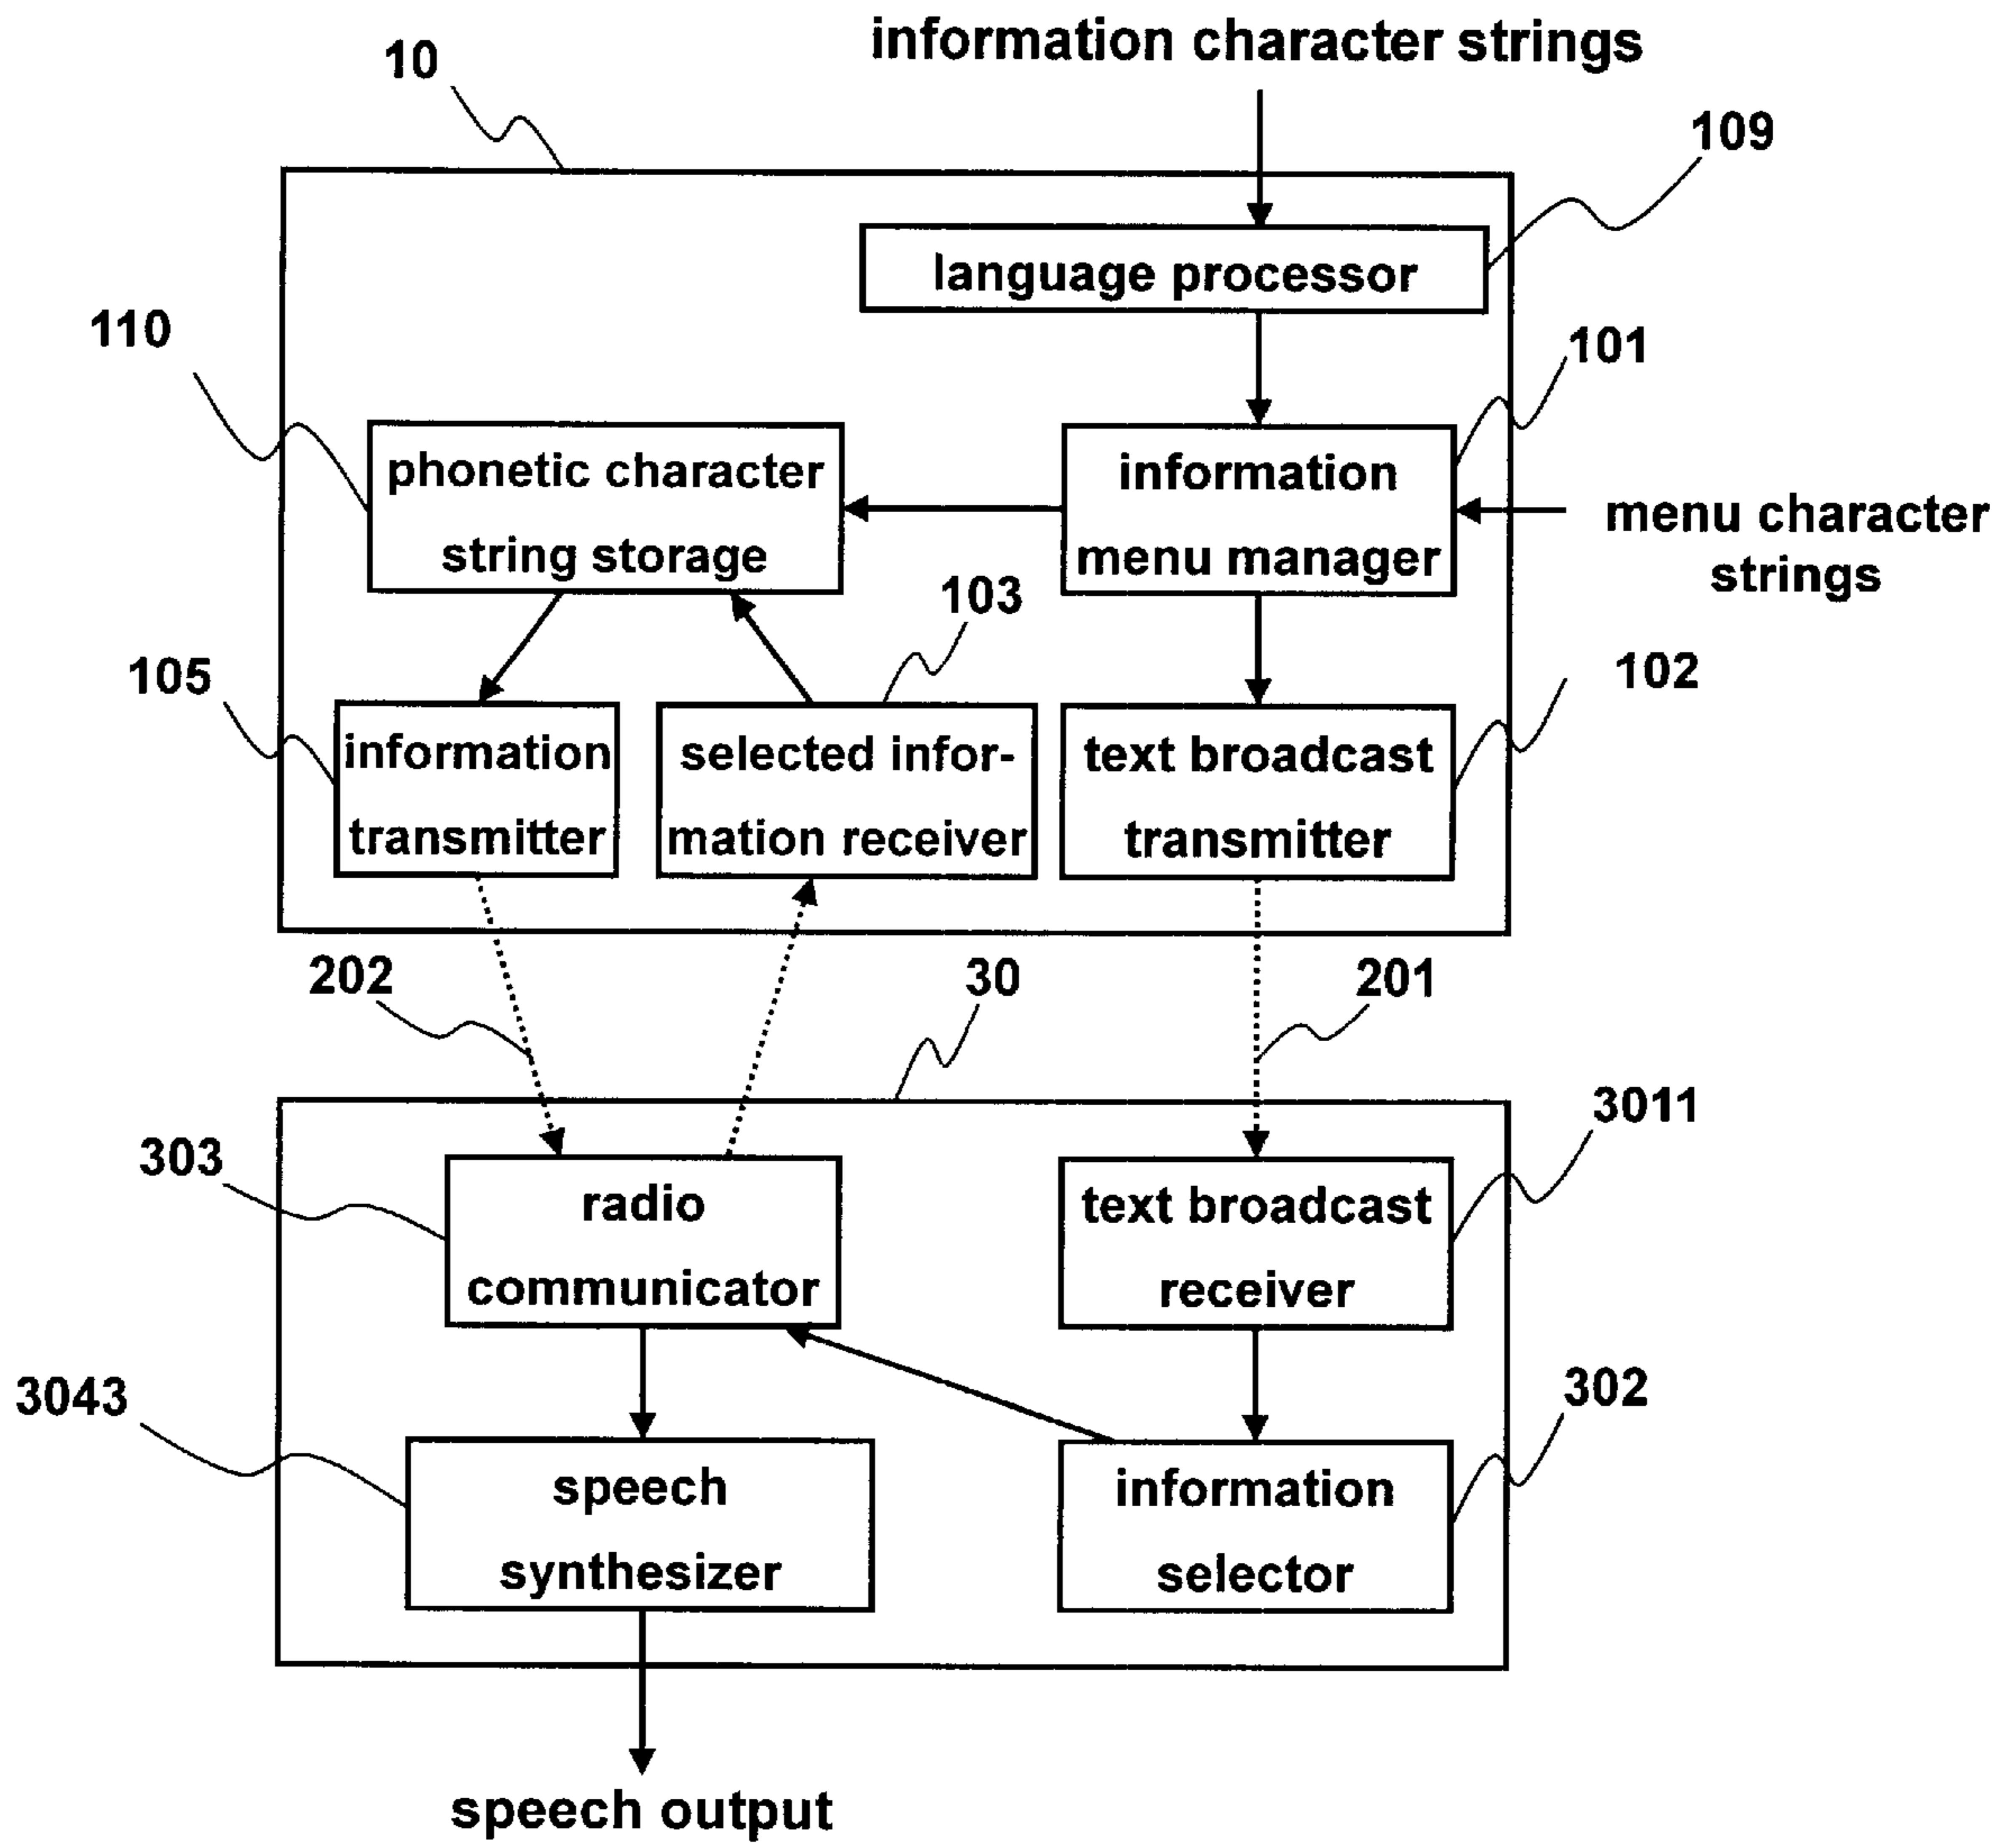 information character strings
10
109
language processor
110
101
phonetic character
string storage
information
menu manager
menu character
strings
103
105
102
information
transmitter
selected infor-
mation receiver
text broadcast
transmitter
202
30
201
3011
303
radio
communicator
text broadcast
receiver
3043
302
speech
synthesizer
information
selector
speech output